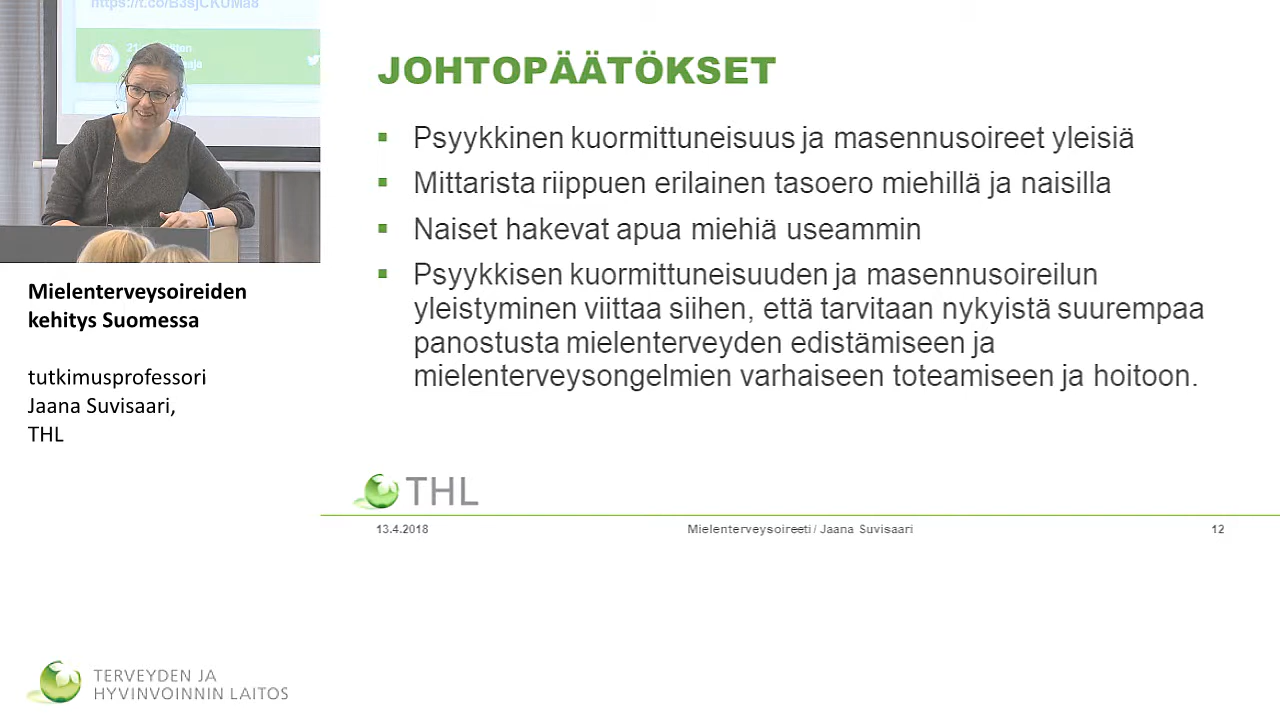 https://t.co/B3sjCKUMa8
JOHTOPÄÄTÖKSET
Psyykkinen kuormittuneisuus ja masennusoireet yleisiä
Mittarista riippuen erilainen tasoero miehillä ja naisilla
Naiset hakevat apua miehiä useammin
Psyykkisen kuormittuneisuuden ja masennusoireilun
yleistyminen viittaa siihen, että tarvitaan nykyistä suurempaa
panostusta mielenterveyden edistämiseen ja
mielenterveysongelmien varhaiseen toteamiseen ja hoitoon.
Mielenterveysoireiden
kehitys Suomessa
tutkimusprofessori
Jaana Suvisaari,
THL
THL
13.4.2018
Mielenterveysoireeti / Jaana Suvisaari
12
TERVEYDEN JA
HYVINVOINNIN LAITOS